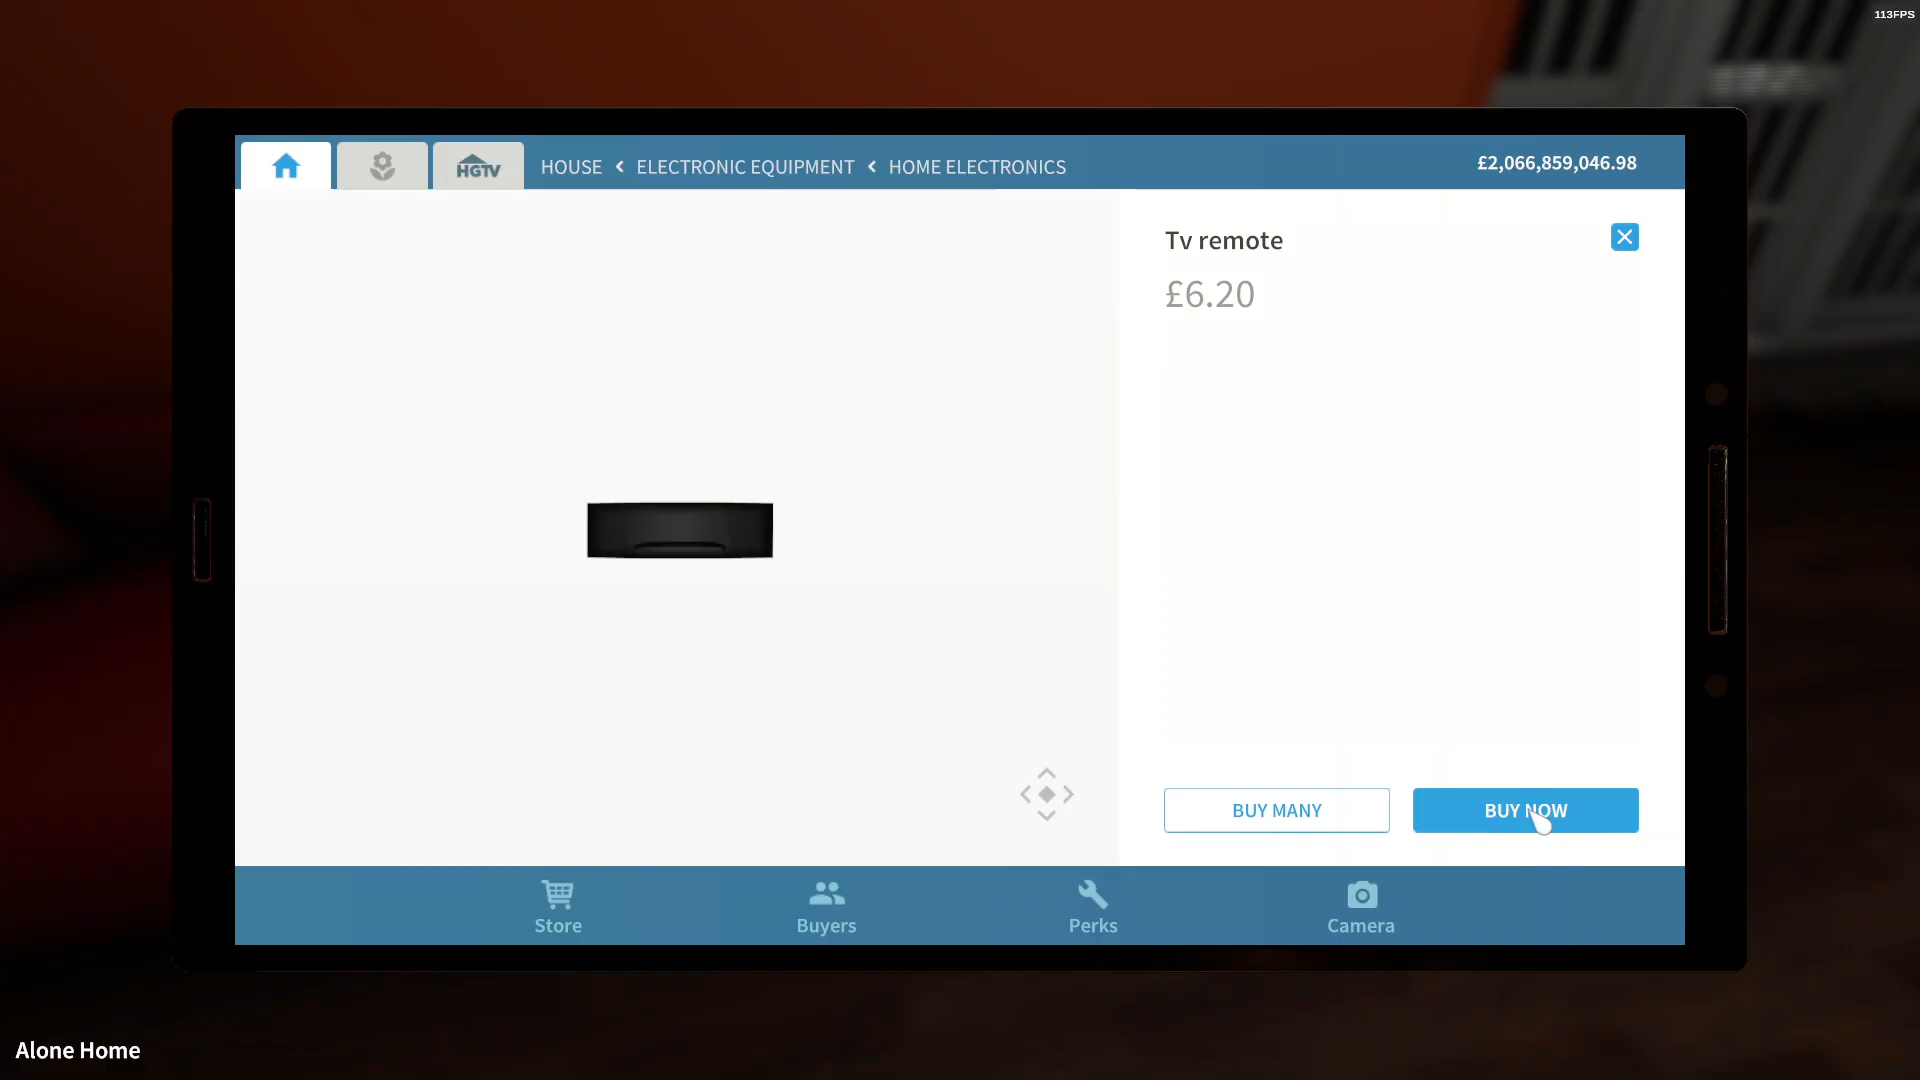 113FPS
HGTV
HOUSE < ELECTRONIC EQUIPMENT < HOME ELECTRONICS
£2,066,859,046.98
Tv remote
£6.20
BUY MANY
BUY NOW
Store
Buyers
Perks
Camera
Alone Home